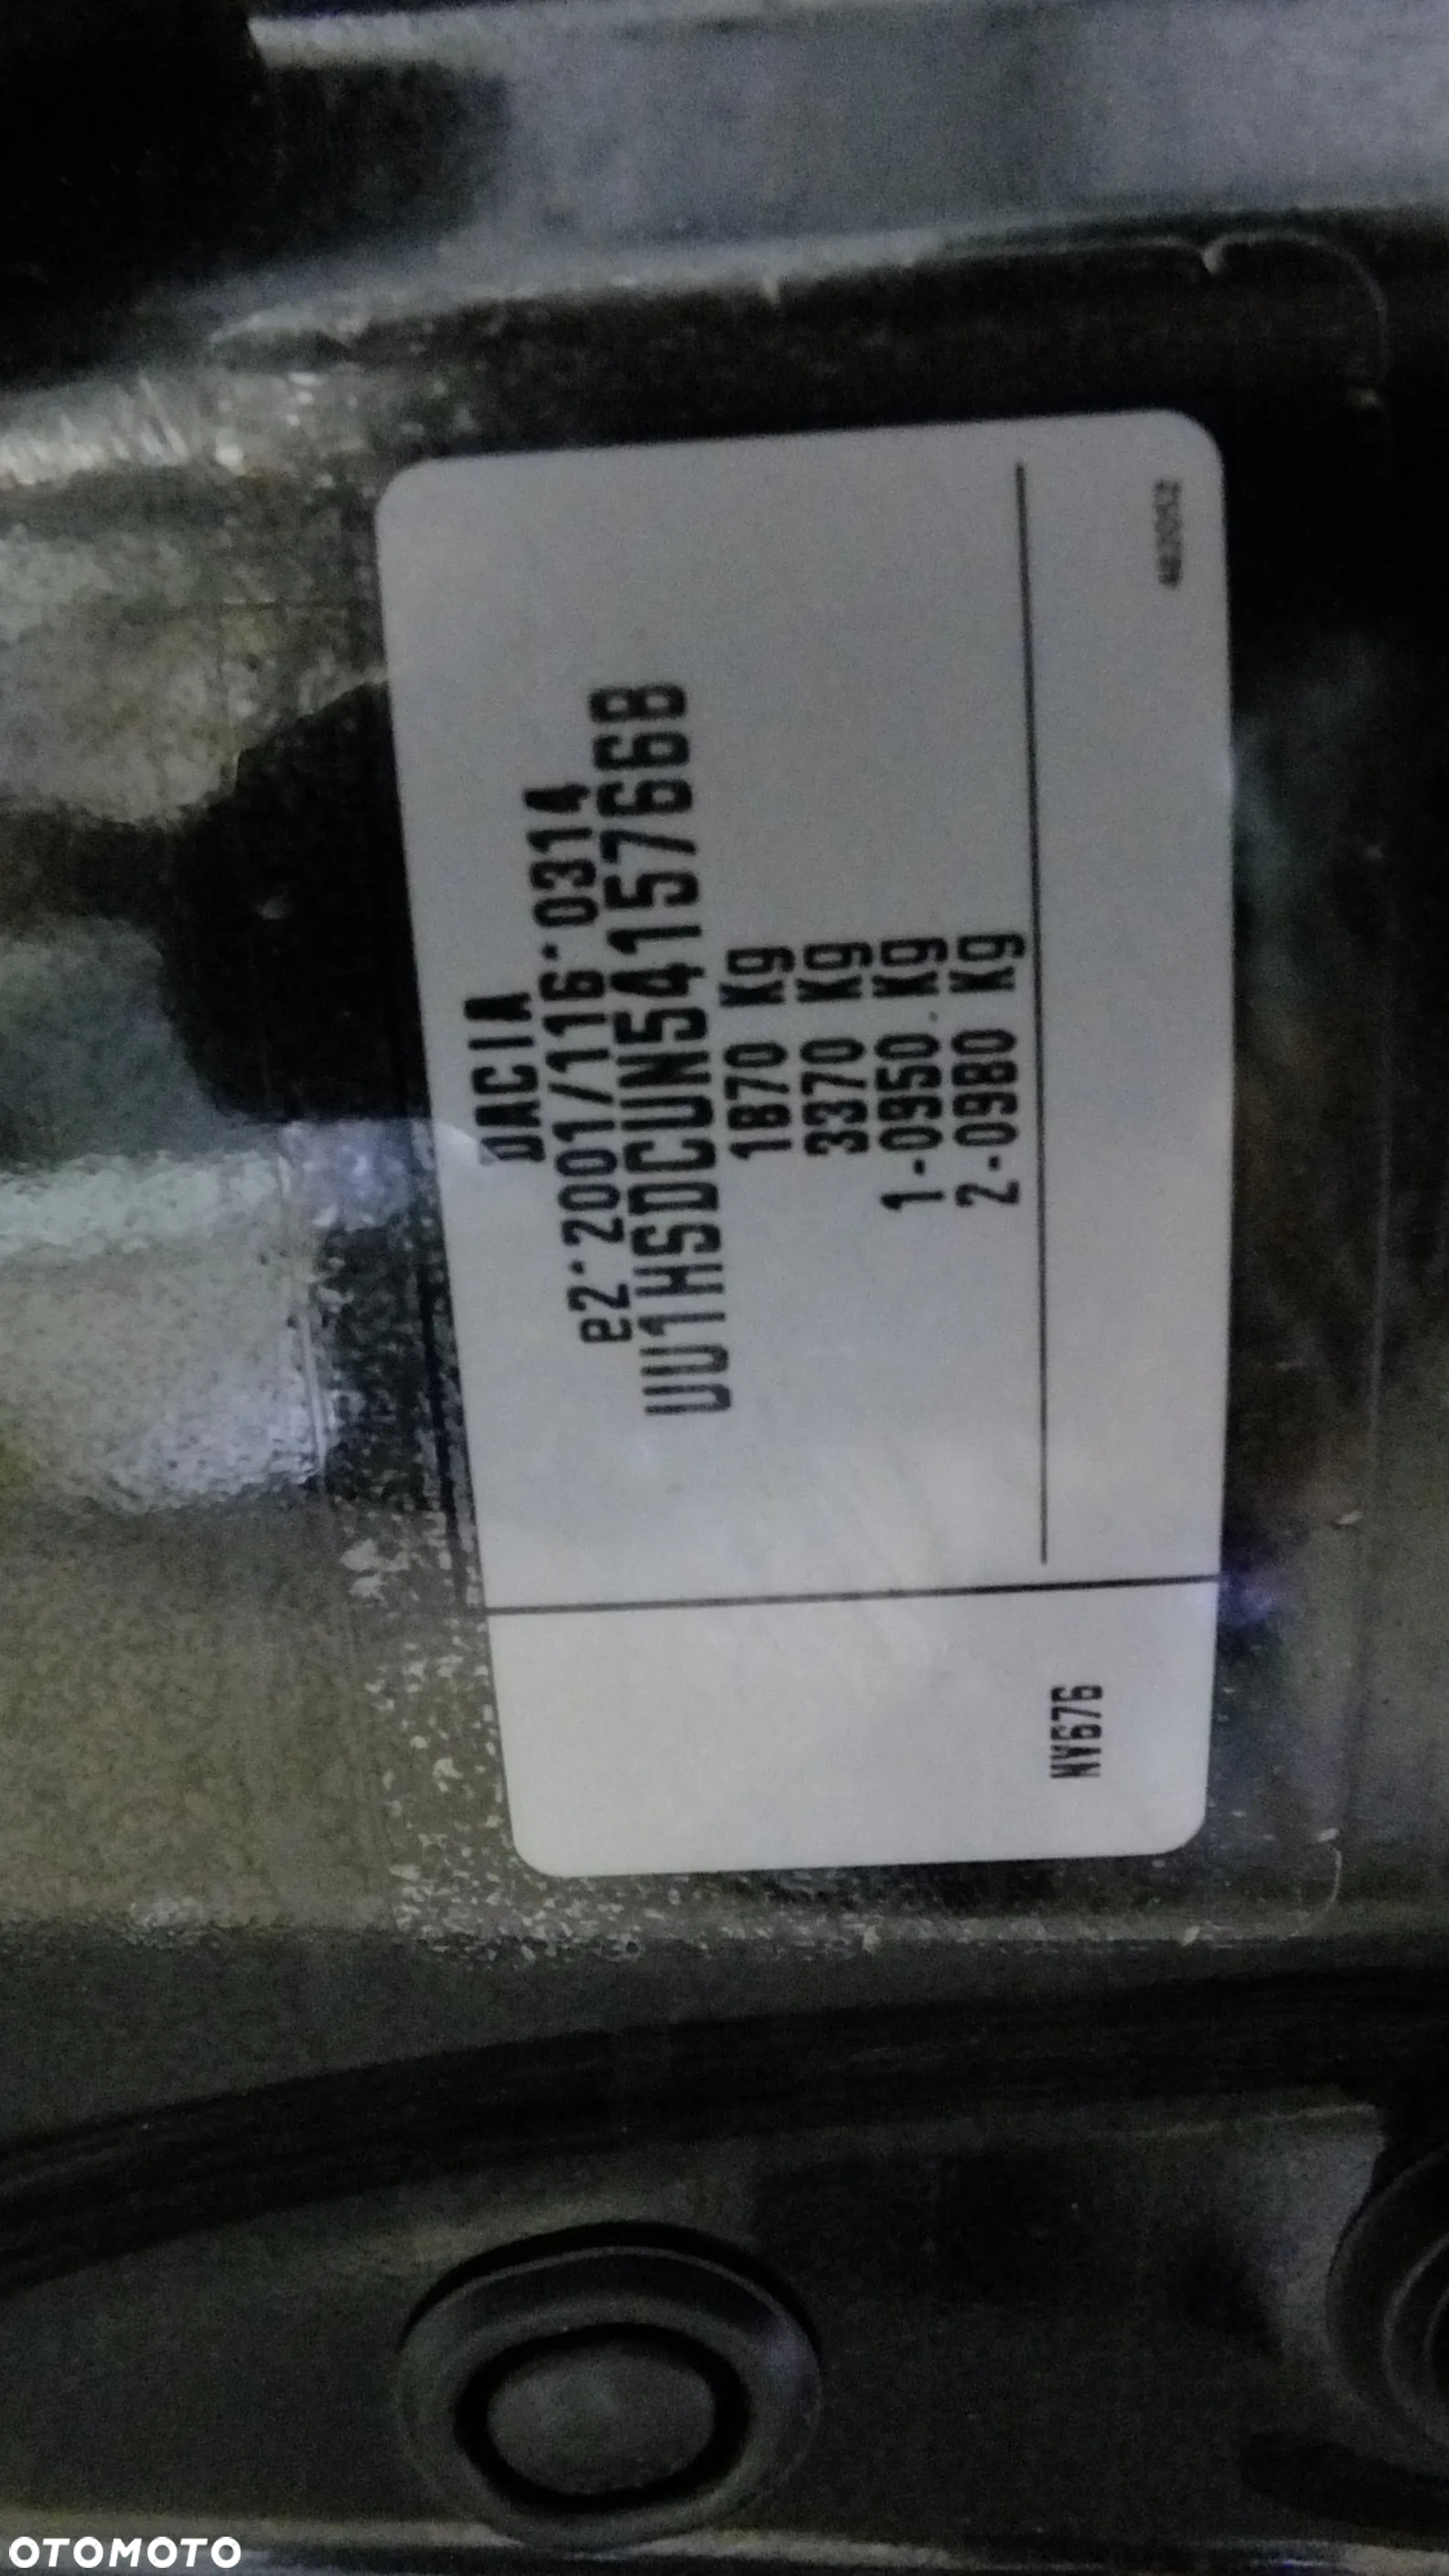 DACIA
e2*2001/116*0314
UU1HSDCUN54157668
1870 Kg
3370 Kg
1-0950 Kg
2-0980 Kg
NV676
OTOMOTO